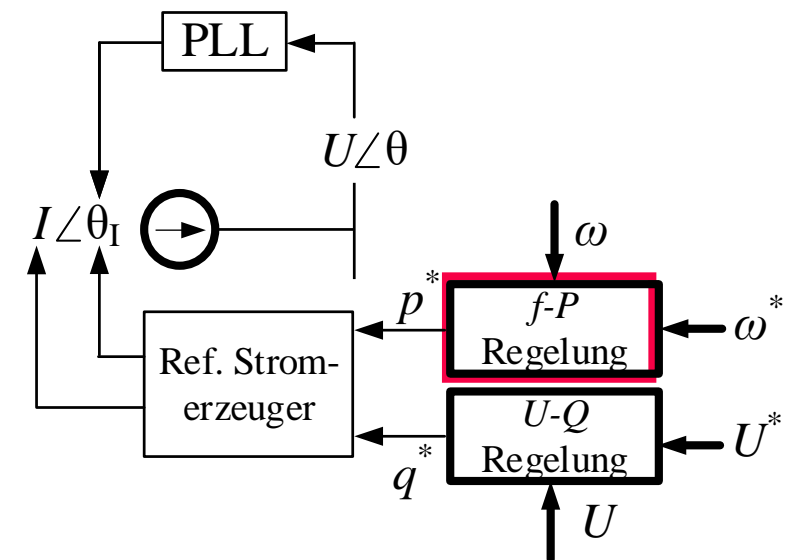 PLL
U∠θ
I∠θI
ω
p*
f-P
Regelung
ω*
Ref. Strom-
erzeuger
q*
U-Q
Regelung
U*
U